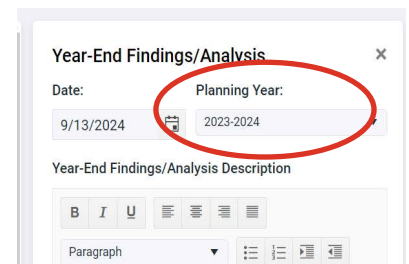 Year-End Findings/Analysis ×
Date: Planning Year:
9/13/2024 2023-2024
Year-End Findings/Analysis Description
B I U
Paragraph